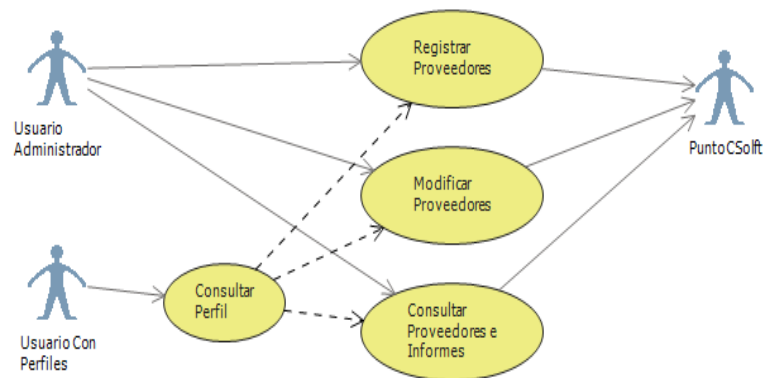 Registrar
Proveedores
Usuario
Administrador
PuntoCSolft
Modificar
Proveedores
Consultar
Perfil
Consultar
Proveedores e
Informes
Usuario Con
Perfiles